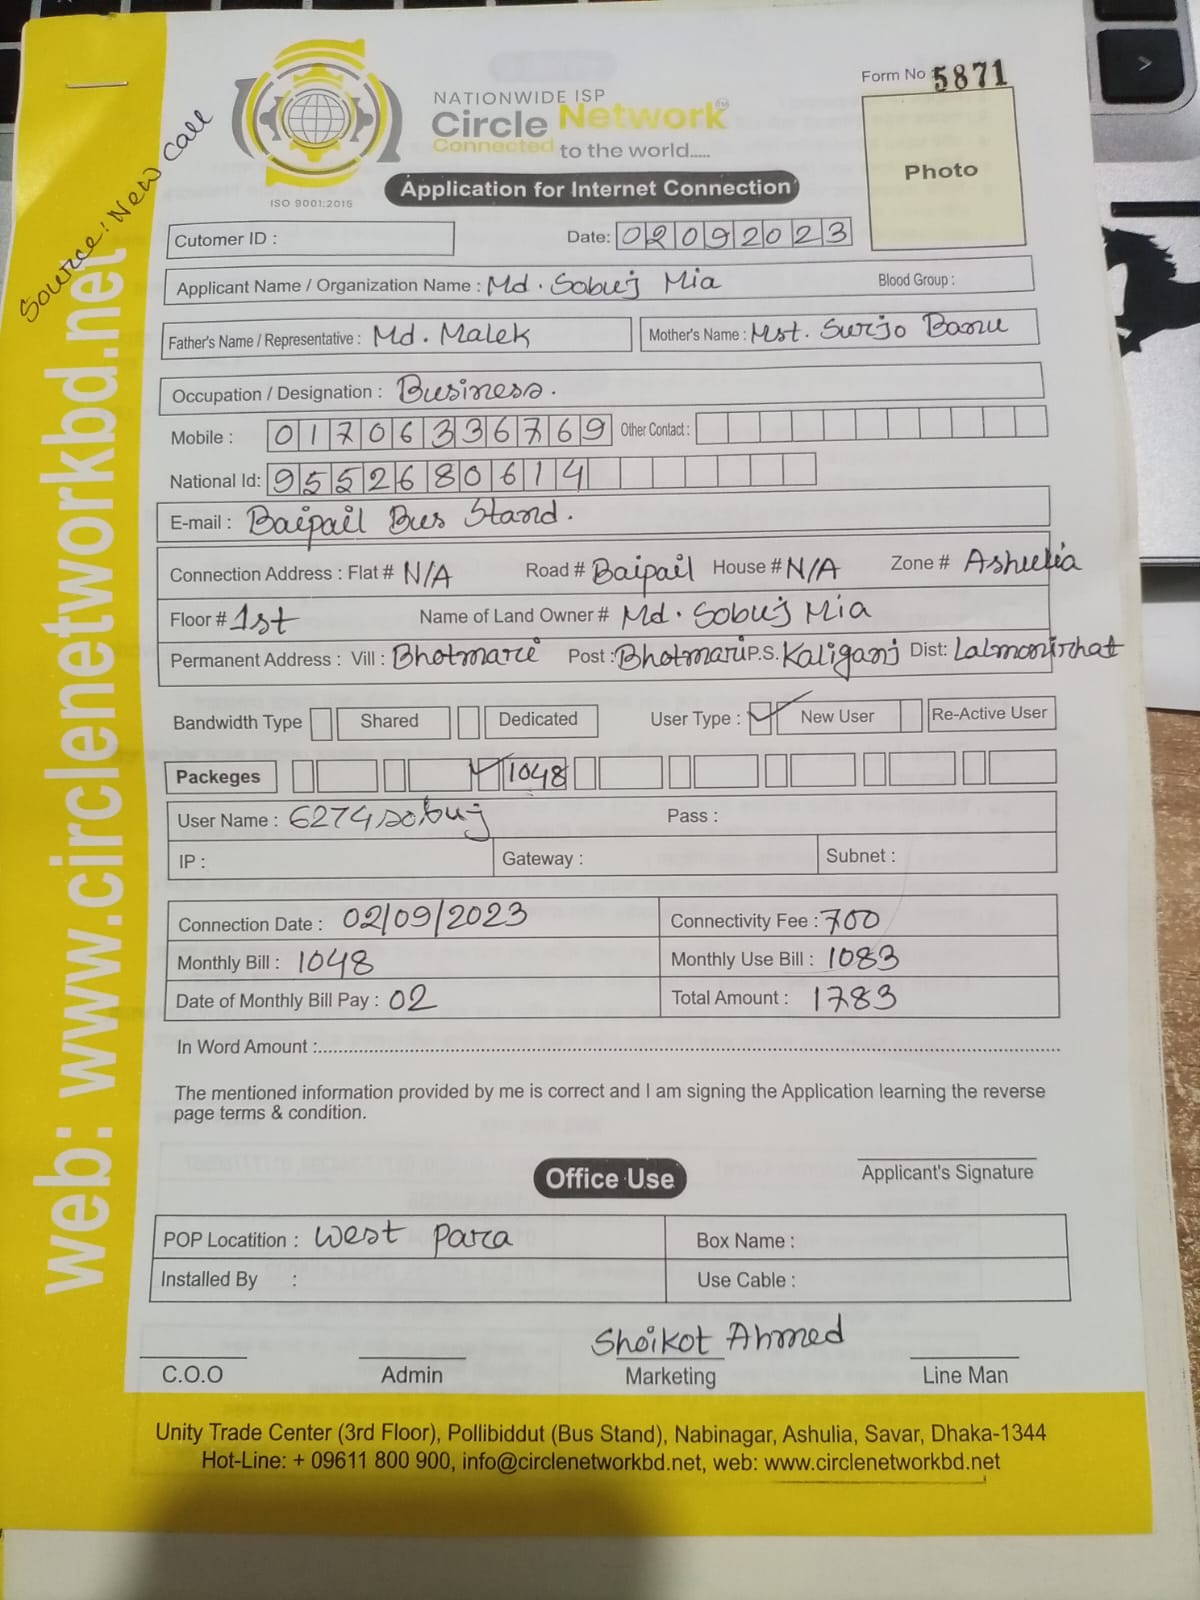 Form No 5871
NATIONWIDE ISP
Circle Network
Connected to the world.....
ISO 9001:2015
Application for Internet Connection
Photo
Source: New Call
web: www.circlenetworkbd.net
Cutomer ID :
Date: 02092023
Applicant Name / Organization Name : Md. Sobuj Mia Blood Group :
Father's Name / Representative : Md. Malek Mother's Name : Mst. Surjo Banu
Occupation / Designation : Business.
Mobile : 01706336769 Other Contact :
National Id: 9552680614
E-mail : Baipail Bus Stand.
Connection Address : Flat # N/A Road # Baipail House # N/A Zone # Ashulia
Floor # 1st Name of Land Owner # Md. Sobuj Mia
Permanent Address : Vill : Bhotmari Post : Bhotmari P.S. Kaliganj Dist: Lalmonirhat
Bandwidth Type Shared Dedicated User Type : New User Re-Active User
Packeges 1048
User Name : 6274sobuj Pass :
IP : Gateway : Subnet :
Connection Date : 02/09/2023 Connectivity Fee : 700
Monthly Bill : 1048 Monthly Use Bill : 1083
Date of Monthly Bill Pay : 02 Total Amount : 1783
In Word Amount :
The mentioned information provided by me is correct and I am signing the Application learning the reverse
page terms & condition.
Office Use
Applicant's Signature
POP Locatition : West Para Box Name :
Installed By : Use Cable :
Shoikot Ahmed
C.O.O Admin Marketing Line Man
Unity Trade Center (3rd Floor), Pollibiddut (Bus Stand), Nabinagar, Ashulia, Savar, Dhaka-1344
Hot-Line: + 09611 800 900, info@circlenetworkbd.net, web: www.circlenetworkbd.net